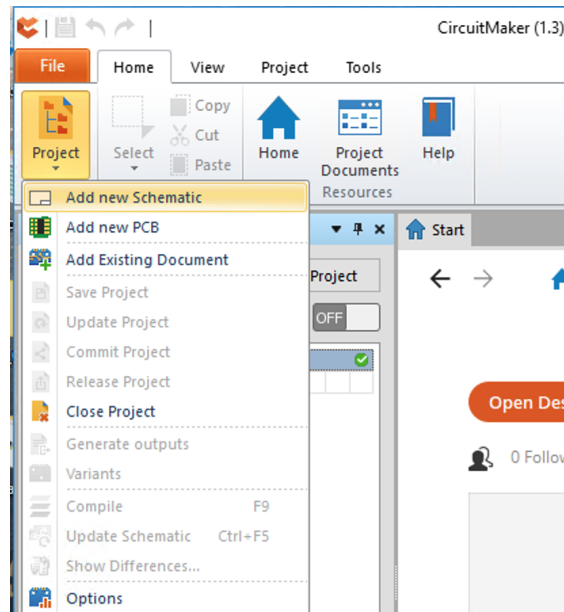 CircuitMaker (1.3)
File Home View Project Tools
Project Select Copy Cut Paste Home Project Documents Help
Resources
Add new Schematic
Add new PCB
Start
Add Existing Document
Project
Save Project
OFF
Update Project
Commit Project
Release Project
Close Project
Open Des
Generate outputs
0 Follow
Variants
Compile F9
Update Schematic Ctrl+F5
Show Differences...
Options